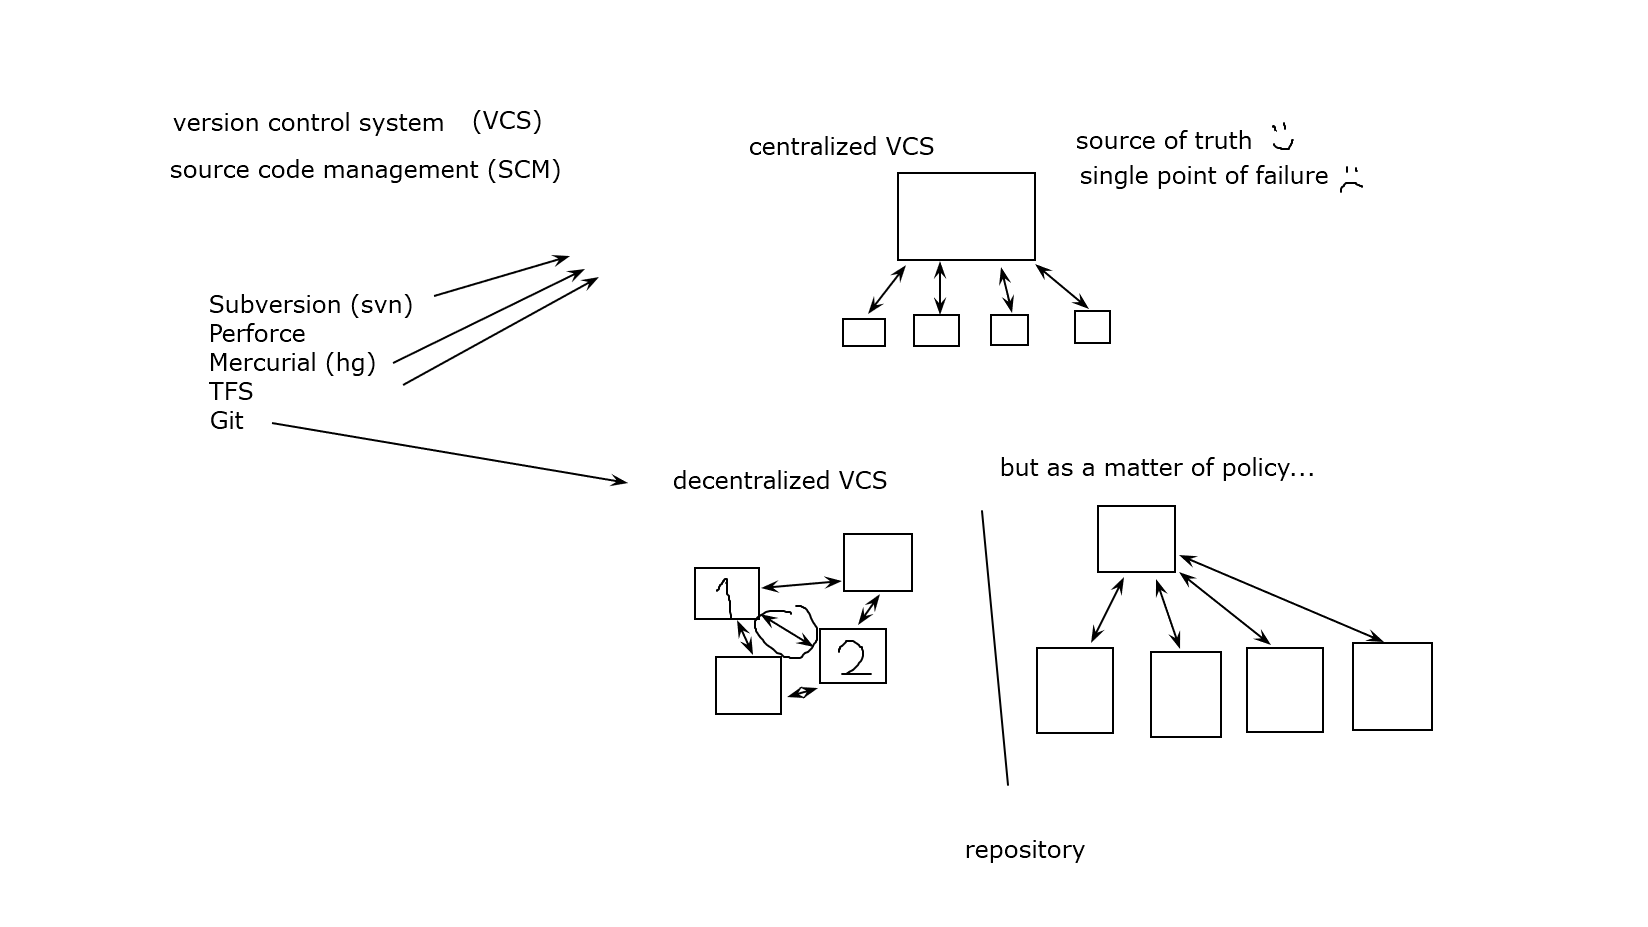 version control system (VCS)
source code management (SCM)
Subversion (svn)
Perforce
Mercurial (hg)
TFS
Git
centralized VCS
source of truth
single point of failure
decentralized VCS
1
2
but as a matter of policy...
repository